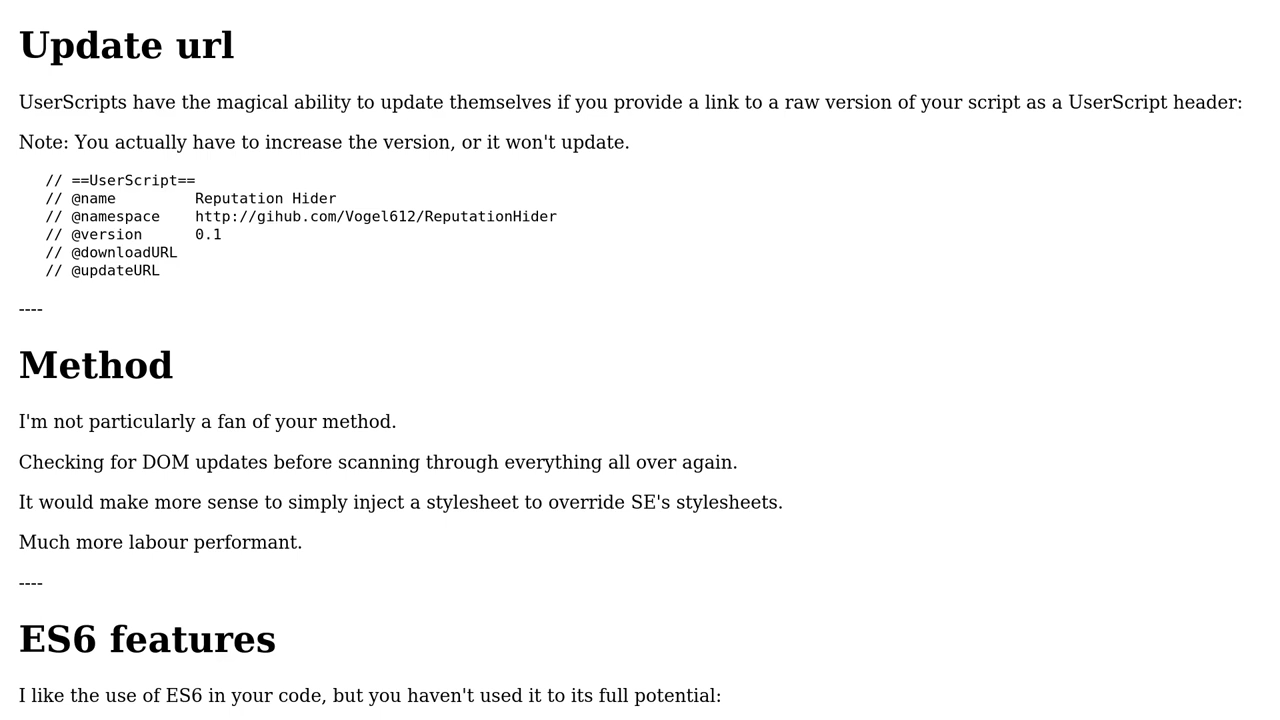 Update url
UserScripts have the magical ability to update themselves if you provide a link to a raw version of your script as a UserScript header:
Note: You actually have to increase the version, or it won't update.
// ==UserScript==
// @name         Reputation Hider
// @namespace    http://gihub.com/Vogel612/ReputationHider
// @version      0.1
// @downloadURL
// @updateURL
----
Method
I'm not particularly a fan of your method.
Checking for DOM updates before scanning through everything all over again.
It would make more sense to simply inject a stylesheet to override SE's stylesheets.
Much more labour performant.
----
ES6 features
I like the use of ES6 in your code, but you haven't used it to its full potential: